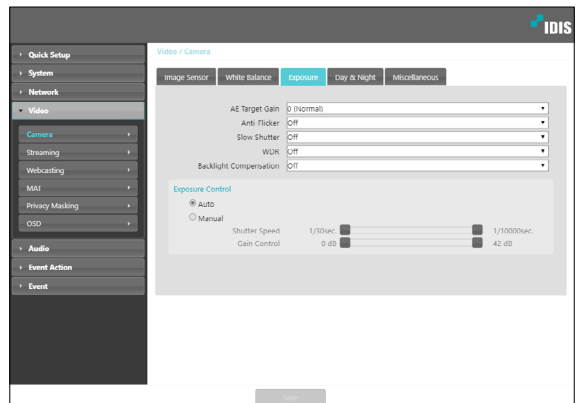 IDIS
Quick Setup
System
Network
Video
Camera
Streaming
Webcasting
MAT
Privacy Masking
OSD
Audio
Event Action
Event
Video / Camera
Image Sensor White Balance Exposure Day & Night Miscellaneous
AE Target Gain 0 (Normal)
Anti-Flicker Off
Slow Shutter Off
WDR Off
Backlight Compensation Off
Exposure Control
Auto
Manual
Shutter Speed 1/30sec. 1/10000sec.
Gain Control 0 dB 42 dB
Save